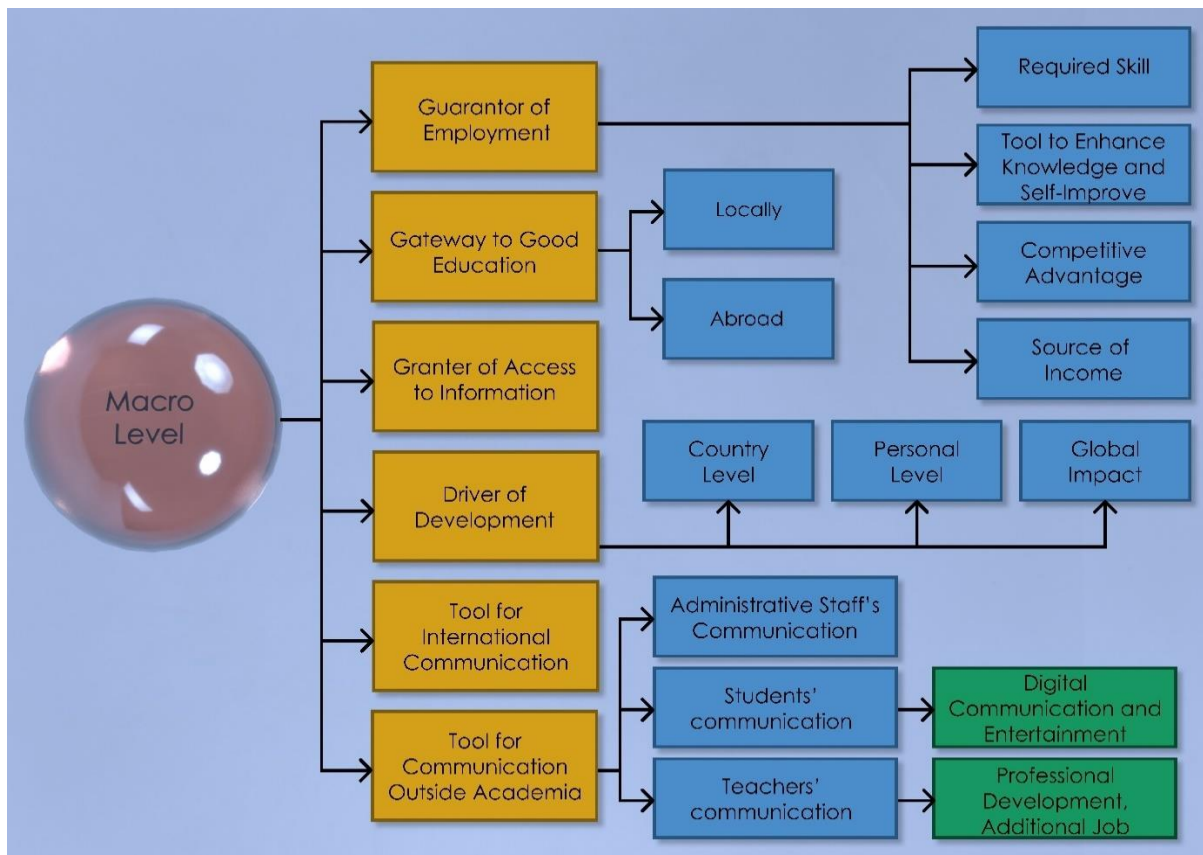 Macro
Level
Guarantor of
Employment
Required Skill
Tool to Enhance
Knowledge and
Self-Improve
Competitive
Advantage
Source of
Income
Gateway to Good
Education
Locally
Abroad
Granter of Access
to Information
Driver of
Development
Country
Level
Personal
Level
Global
Impact
Tool for
International
Communication
Tool for
Communication
Outside Academia
Administrative Staff's
Communication
Students'
communication
Digital
Communication and
Entertainment
Teachers'
communication
Professional
Development,
Additional Job